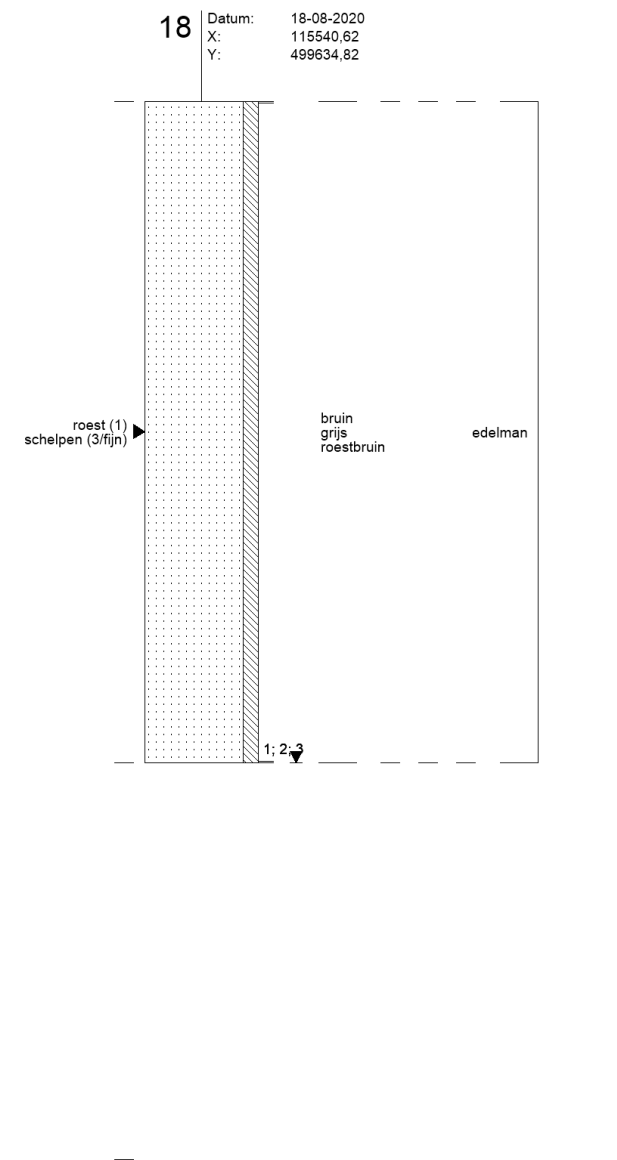 18
Datum: 18-08-2020
X: 115540,62
Y: 499634,82
roest (1)
schelpen (3/fijn)
bruin
grijs
roestbruin
edelman
1; 2; 3